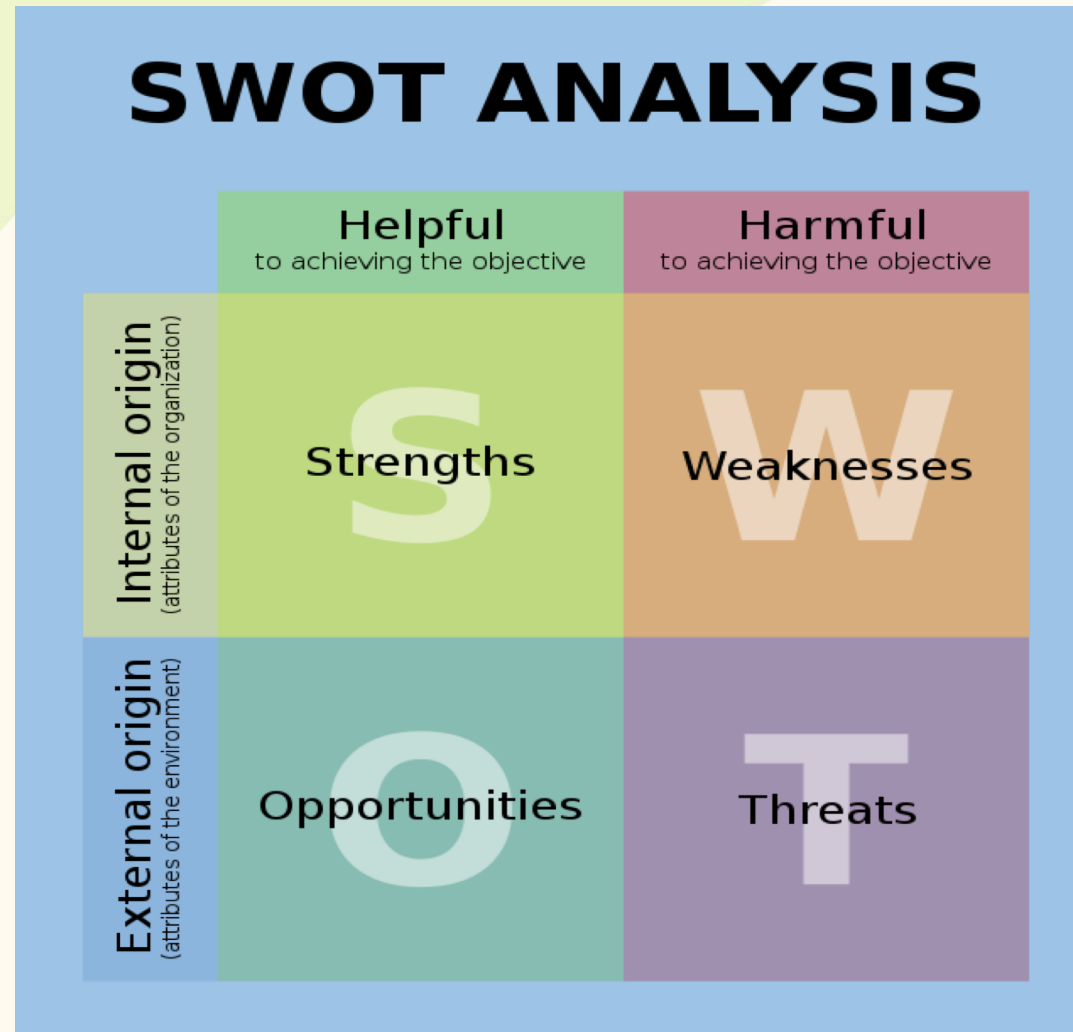 SWOT ANALYSIS
Helpful
to achieving the objective
Harmful
to achieving the objective
Internal origin
(attributes of the organization)
S
Strengths
W
Weaknesses
External origin
(attributes of the environment)
O
Opportunities
T
Threats